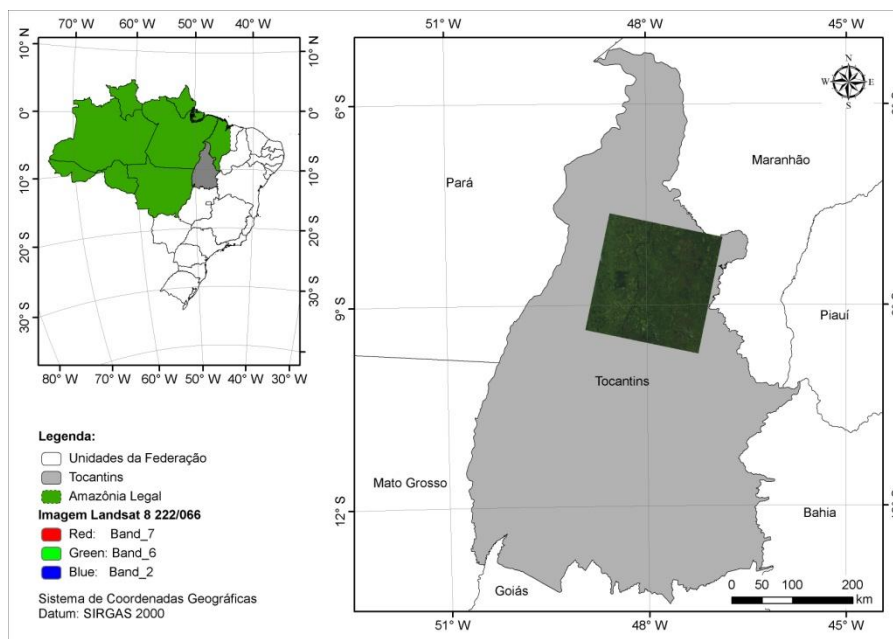 70° W 60° W 50° W 40° W
10° N
0°
10° S
20° S
30° S
10° N
0°
10° S
20° S
30° S
80° W 70° W 60° W 50° W 40° W 30° W
Legenda:
Unidades da Federação
Tocantins
Amazônia Legal
Imagem Landsat 8 222/066
Red: Band_7
Green: Band_6
Blue: Band_2
Sistema de Coordenadas Geográficas
Datum: SIRGAS 2000
51° W 48° W 45° W
6° S
9° S
12° S
N
W E
S
Pará
Maranhão
Piauí
Tocantins
Mato Grosso
Bahia
Goiás
0 50 100 200
km
51° W 48° W 45° W